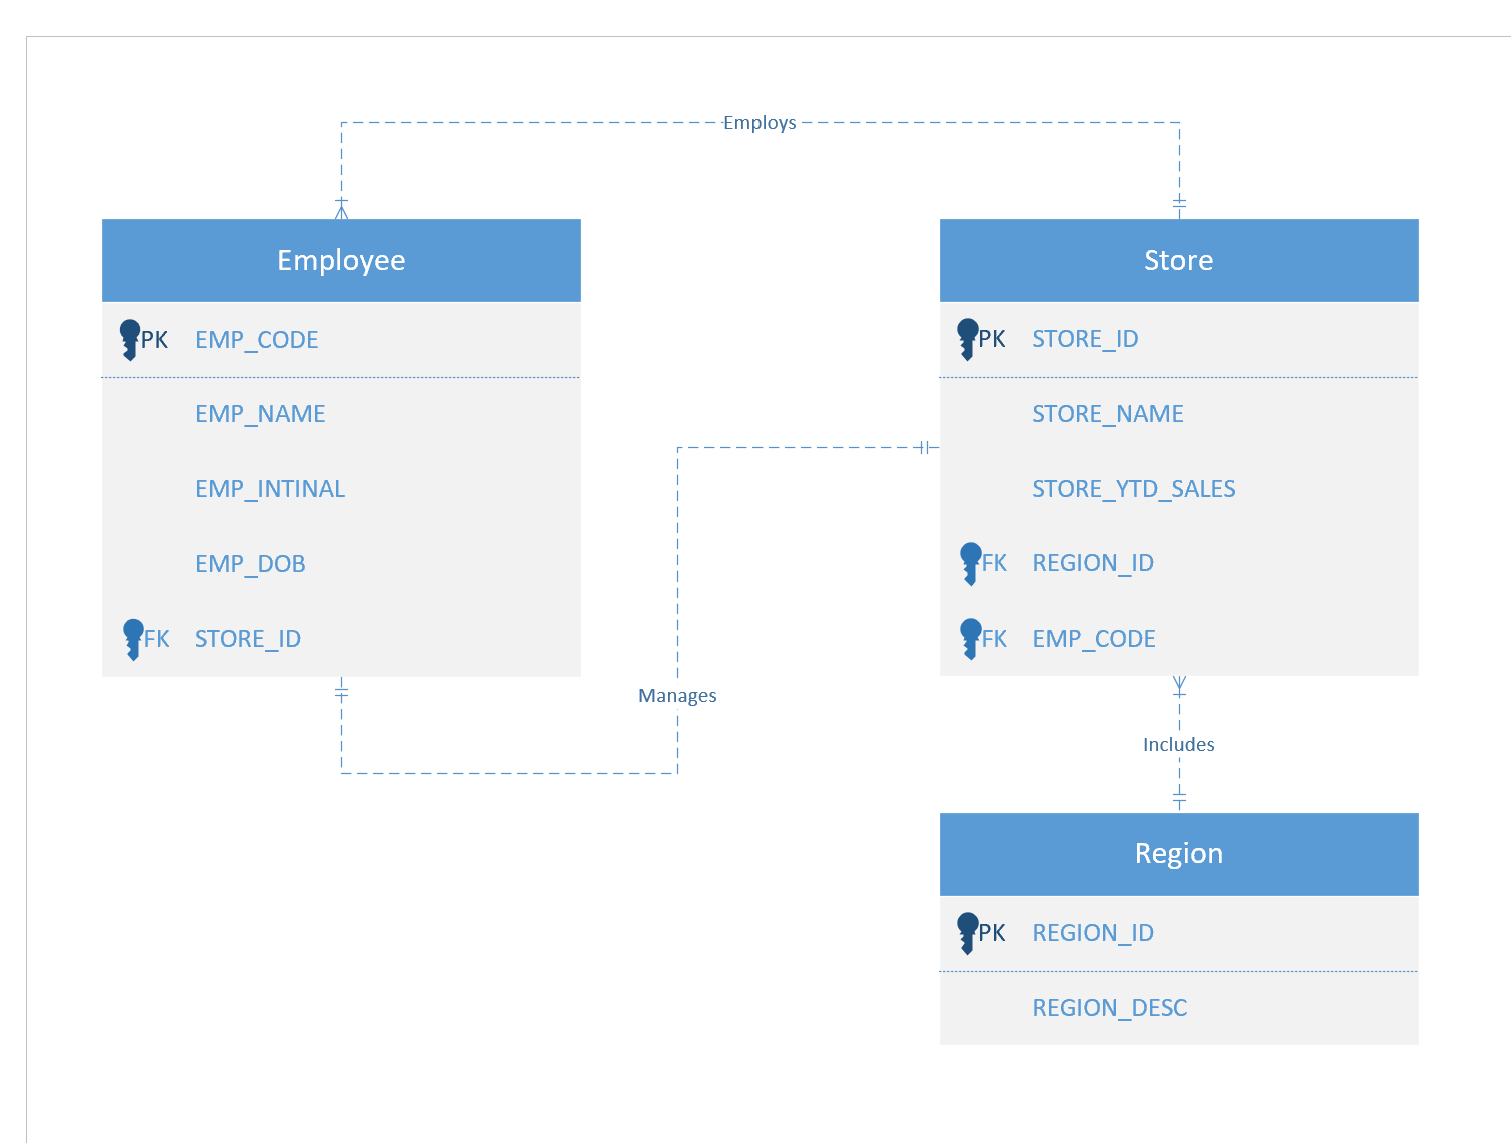 Employs
Employee
PK EMP_CODE
EMP_NAME
EMP_INTINAL
EMP_DOB
FK STORE_ID
Store
PK STORE_ID
STORE_NAME
STORE_YTD_SALES
FK REGION_ID
FK EMP_CODE
Manages
Includes
Region
PK REGION_ID
REGION_DESC